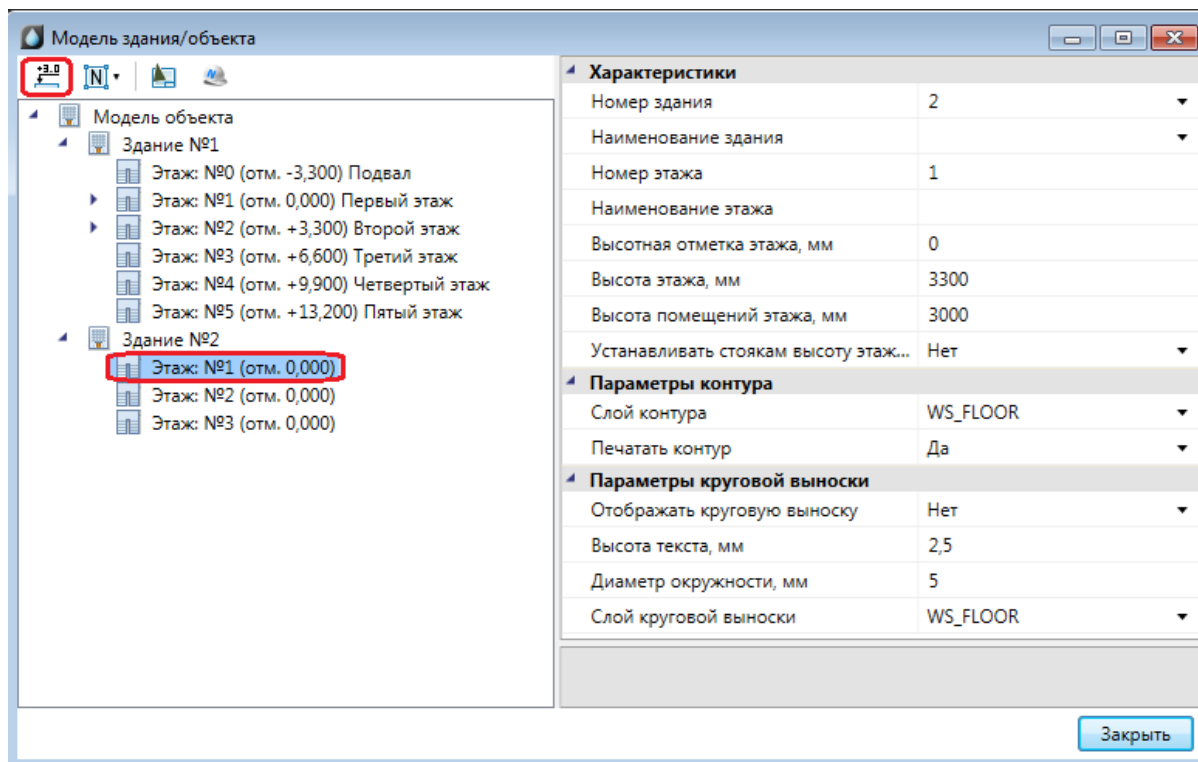 Модель здания/объекта
+3.0
N
Модель объекта
Здание №1
Этаж: №0 (отм. -3,300) Подвал
Этаж: №1 (отм. 0,000) Первый этаж
Этаж: №2 (отм. +3,300) Второй этаж
Этаж: №3 (отм. +6,600) Третий этаж
Этаж: №4 (отм. +9,900) Четвертый этаж
Этаж: №5 (отм. +13,200) Пятый этаж
Здание №2
Этаж: №1 (отм. 0,000)
Этаж: №2 (отм. 0,000)
Этаж: №3 (отм. 0,000)
Характеристики
Номер здания 2
Наименование здания
Номер этажа 1
Наименование этажа
Высотная отметка этажа, мм 0
Высота этажа, мм 3300
Высота помещений этажа, мм 3000
Устанавливать стоякам высоту этаж... Нет
Параметры контура
Слой контура WS_FLOOR
Печатать контур Да
Параметры круговой выноски
Отображать круговую выноску Нет
Высота текста, мм 2,5
Диаметр окружности, мм 5
Слой круговой выноски WS_FLOOR
Закрыть